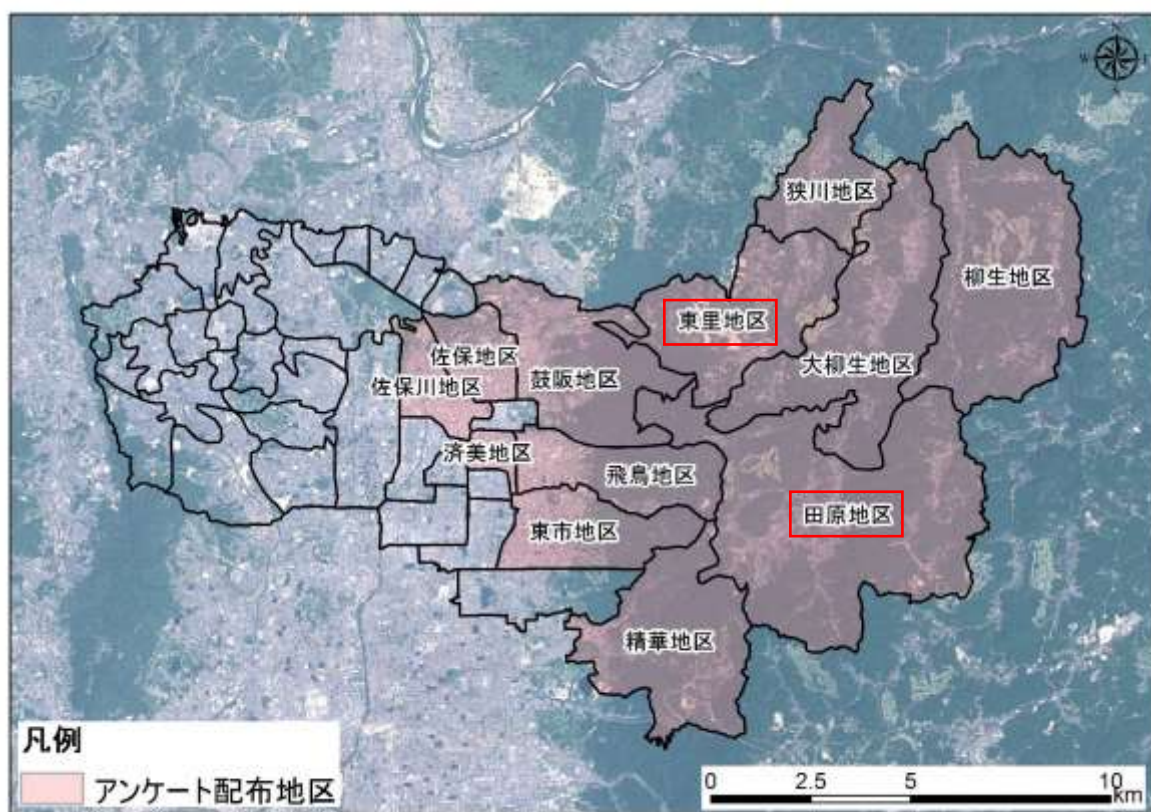 狭川地区
柳生地区
東里地区
佐保地区
大柳生地区
佐保川地区
鼓阪地区
済美地区
飛鳥地区
東市地区
田原地区
精華地区
凡例
アンケート配布地区
0 2.5 5 10
km